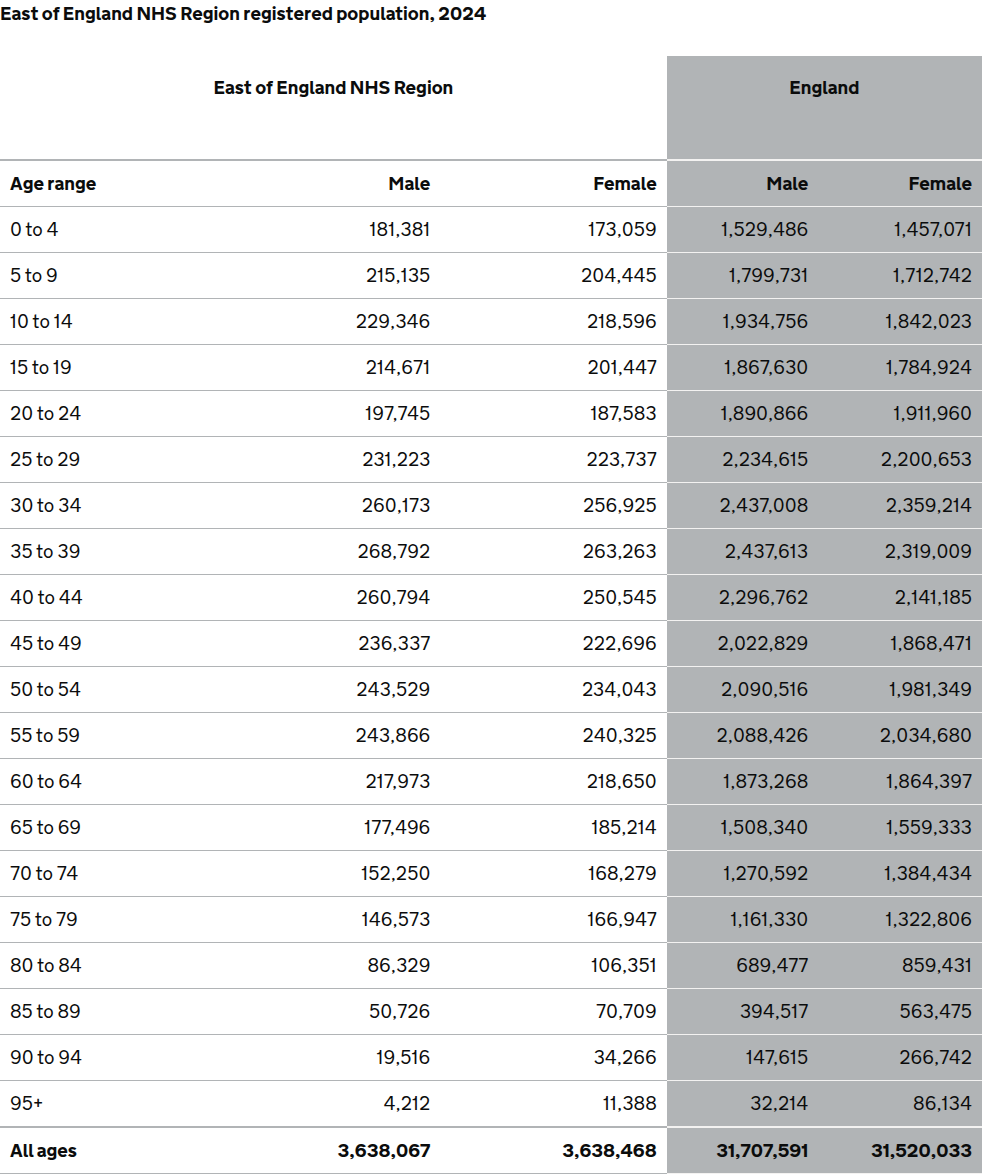 East of England NHS Region registered population, 2024
East of England NHS Region England
Age range Male Female Male Female
0 to 4 181,381 173,059 1,529,486 1,457,071
5 to 9 215,135 204,445 1,799,731 1,712,742
10 to 14 229,346 218,596 1,934,756 1,842,023
15 to 19 214,671 201,447 1,867,630 1,784,924
20 to 24 197,745 187,583 1,890,866 1,911,960
25 to 29 231,223 223,737 2,234,615 2,200,653
30 to 34 260,173 256,925 2,437,008 2,359,214
35 to 39 268,792 263,263 2,437,613 2,319,009
40 to 44 260,794 250,545 2,296,762 2,141,185
45 to 49 236,337 222,696 2,022,829 1,868,471
50 to 54 243,529 234,043 2,090,516 1,981,349
55 to 59 243,866 240,325 2,088,426 2,034,680
60 to 64 217,973 218,650 1,873,268 1,864,397
65 to 69 177,496 185,214 1,508,340 1,559,333
70 to 74 152,250 168,279 1,270,592 1,384,434
75 to 79 146,573 166,947 1,161,330 1,322,806
80 to 84 86,329 106,351 689,477 859,431
85 to 89 50,726 70,709 394,517 563,475
90 to 94 19,516 34,266 147,615 266,742
95+ 4,212 11,388 32,214 86,134
All ages 3,638,067 3,638,468 31,707,591 31,520,033